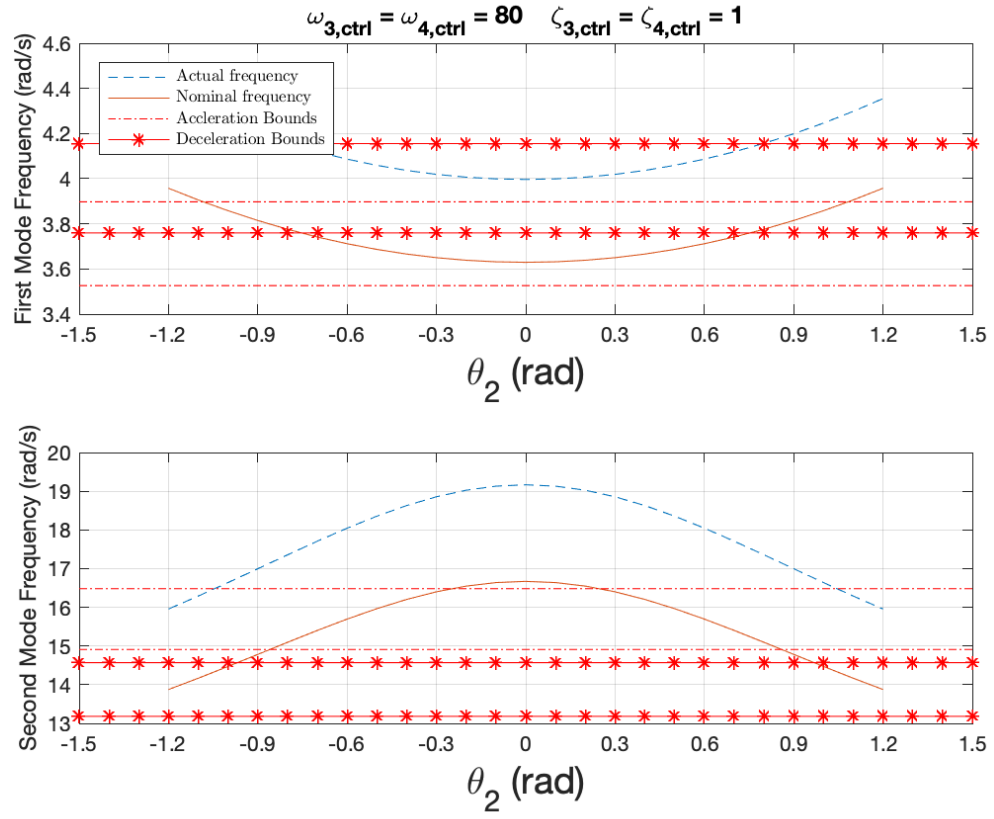 ω3,ctrl = ω4,ctrl = 80 ζ3,ctrl = ζ4,ctrl = 1
First Mode Frequency (rad/s)
4.6
4.4
4.2
4
3.8
3.6
3.4
Actual frequency
Nominal frequency
Accleration Bounds
Deceleration Bounds
-1.5 -1.2 -0.9 -0.6 -0.3 0 0.3 0.6 0.9 1.2 1.5
θ2 (rad)
Second Mode Frequency (rad/s)
20
19
18
17
16
15
14
13
-1.5 -1.2 -0.9 -0.6 -0.3 0 0.3 0.6 0.9 1.2 1.5
θ2 (rad)